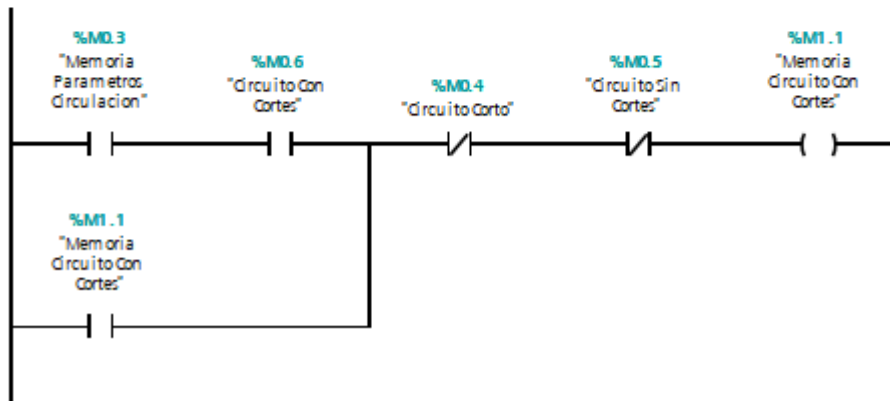 %M0.3
"Memoria
Parametros
Circulacion"
%M0.6
"Circuito Con
Cortes"
%M0.4
"Circuito Corto"
%M0.5
"Circuito Sin
Cortes"
%M1.1
"Memoria
Circuito Con
Cortes"
%M1.1
"Memoria
Circuito Con
Cortes"